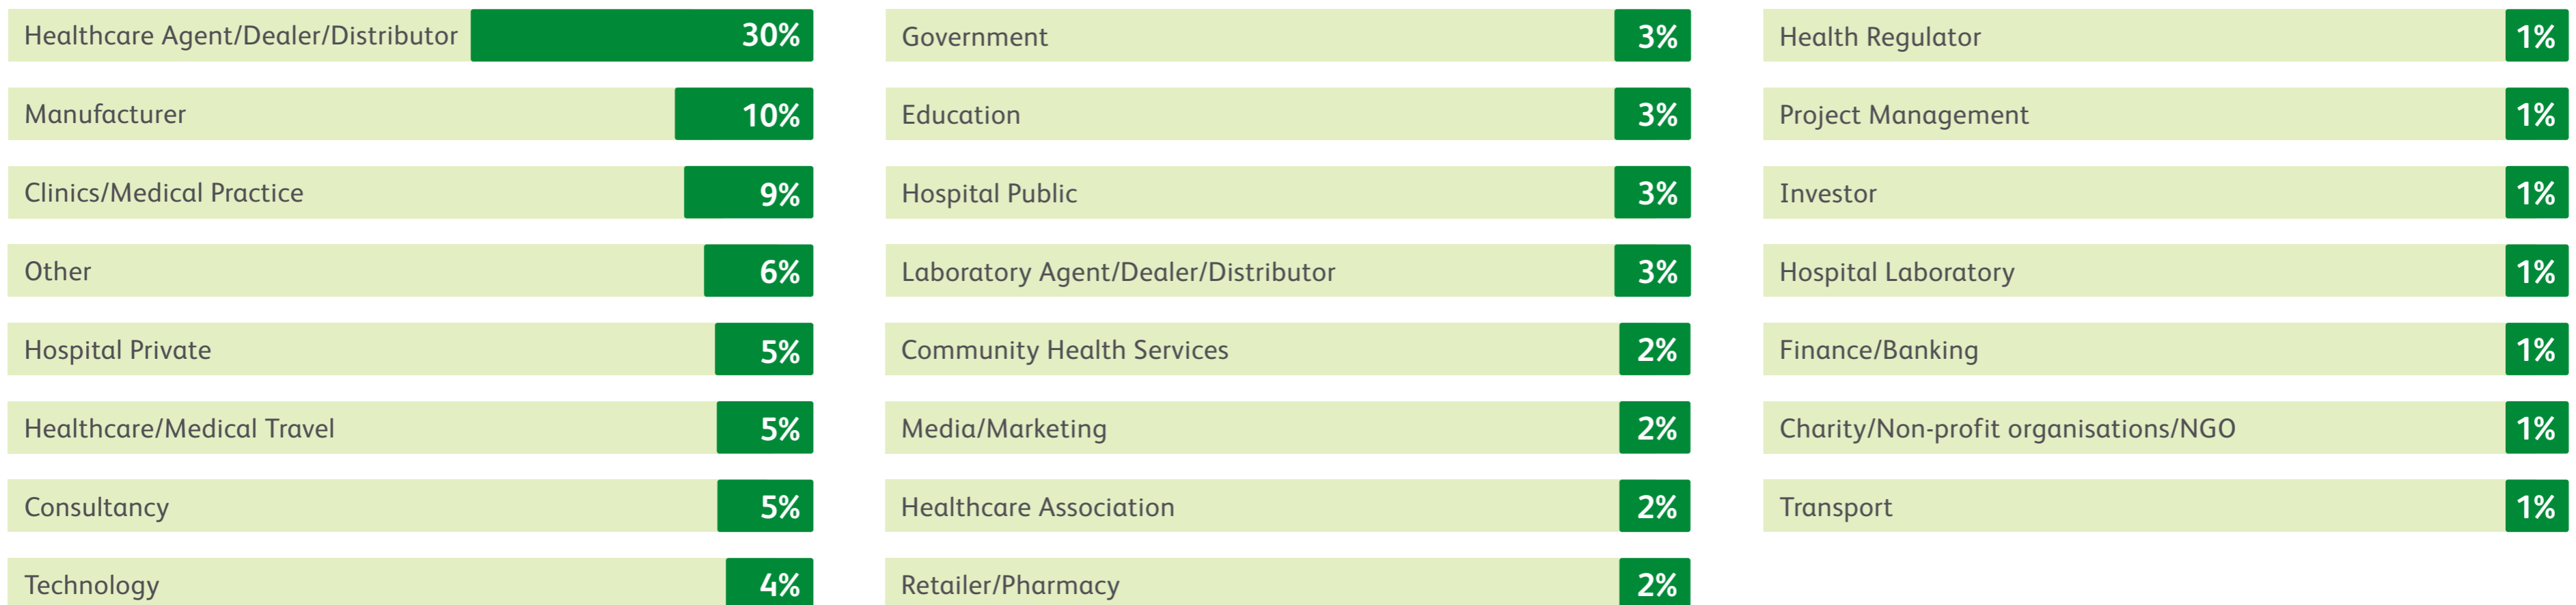 Healthcare Agent/Dealer/Distributor 30%
Manufacturer 10%
Clinics/Medical Practice 9%
Other 6%
Hospital Private 5%
Healthcare/Medical Travel 5%
Consultancy 5%
Technology 4%
Government 3%
Education 3%
Hospital Public 3%
Laboratory Agent/Dealer/Distributor 3%
Community Health Services 2%
Media/Marketing 2%
Healthcare Association 2%
Retailer/Pharmacy 2%
Health Regulator 1%
Project Management 1%
Investor 1%
Hospital Laboratory 1%
Finance/Banking 1%
Charity/Non-profit organisations/NGO 1%
Transport 1%